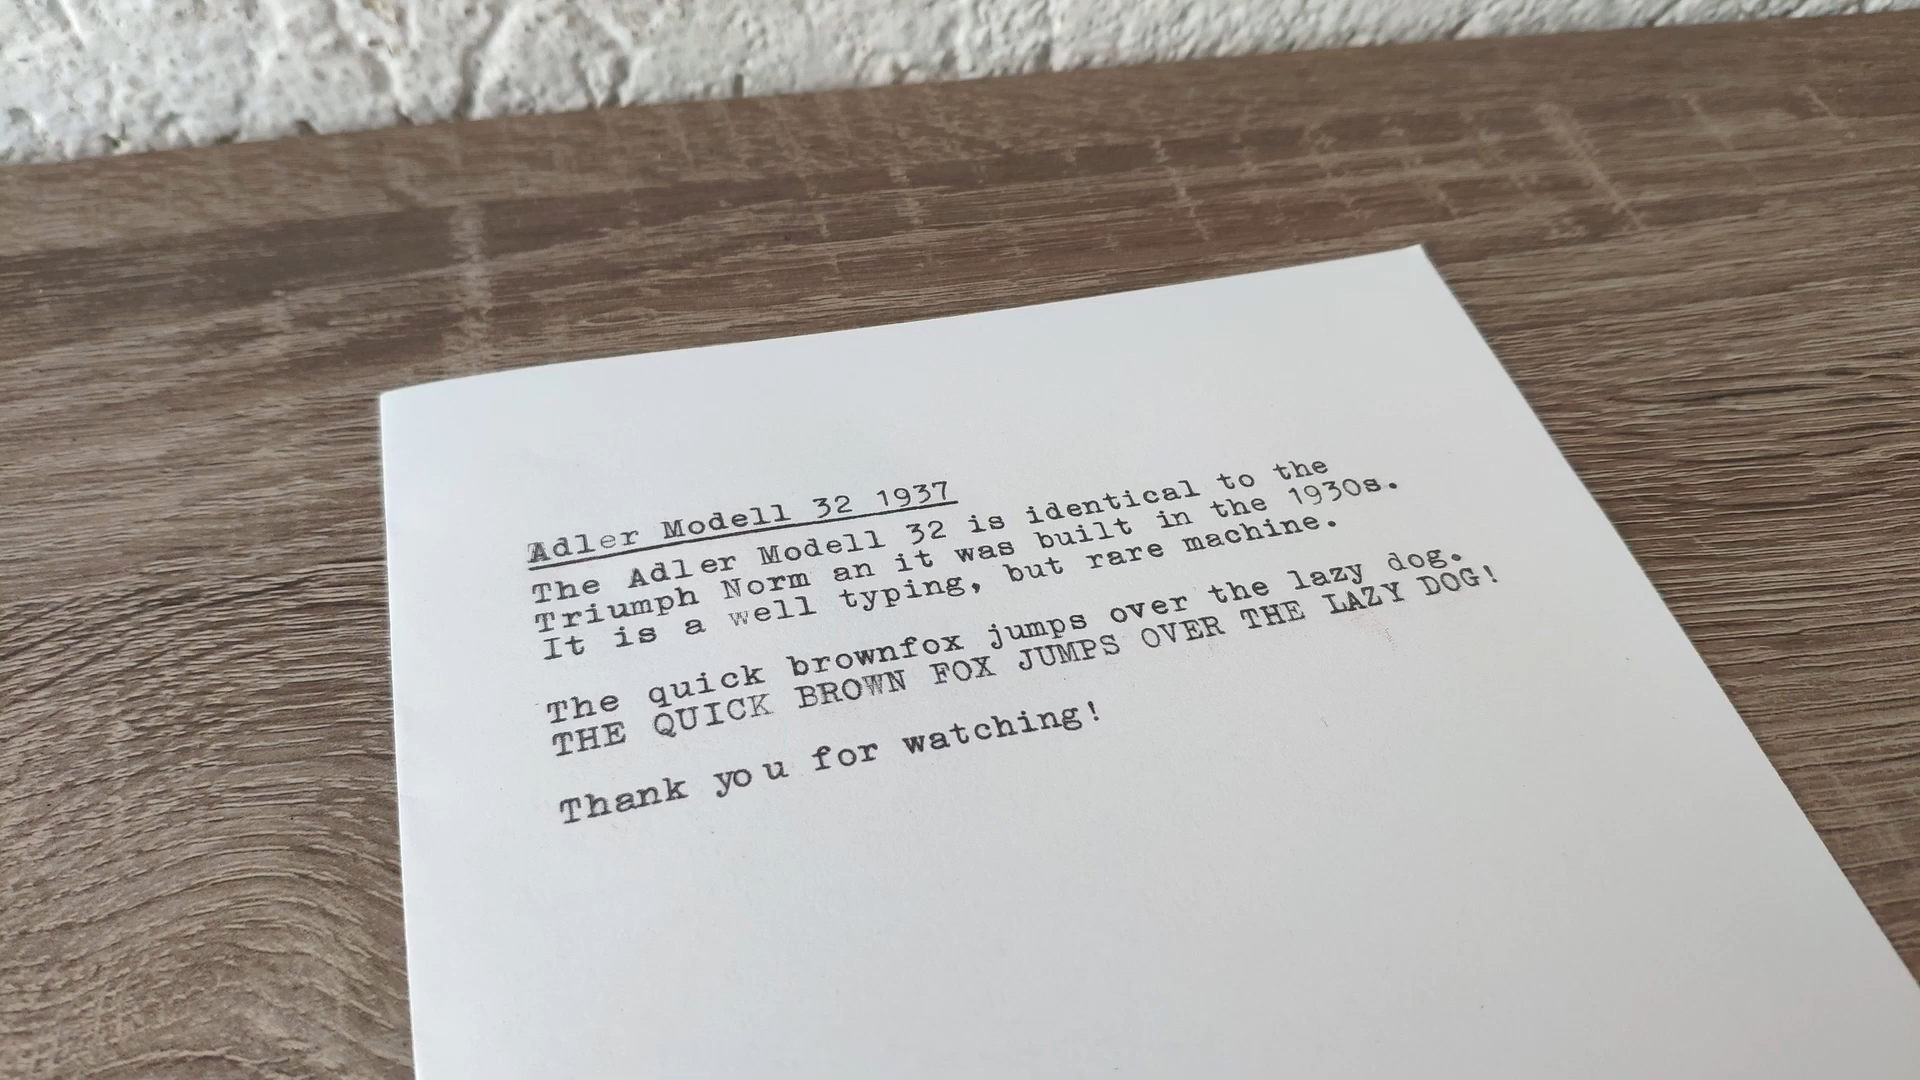 Adler Modell 32 1937
The Adler Modell 32 is identical to the
Triumph Norm an it was built in the 1930s.
It is a well typing, but rare machine.
The quick brownfox jumps over the lazy dog.
THE QUICK BROWN FOX JUMPS OVER THE LAZY DOG!
Thank you for watching!